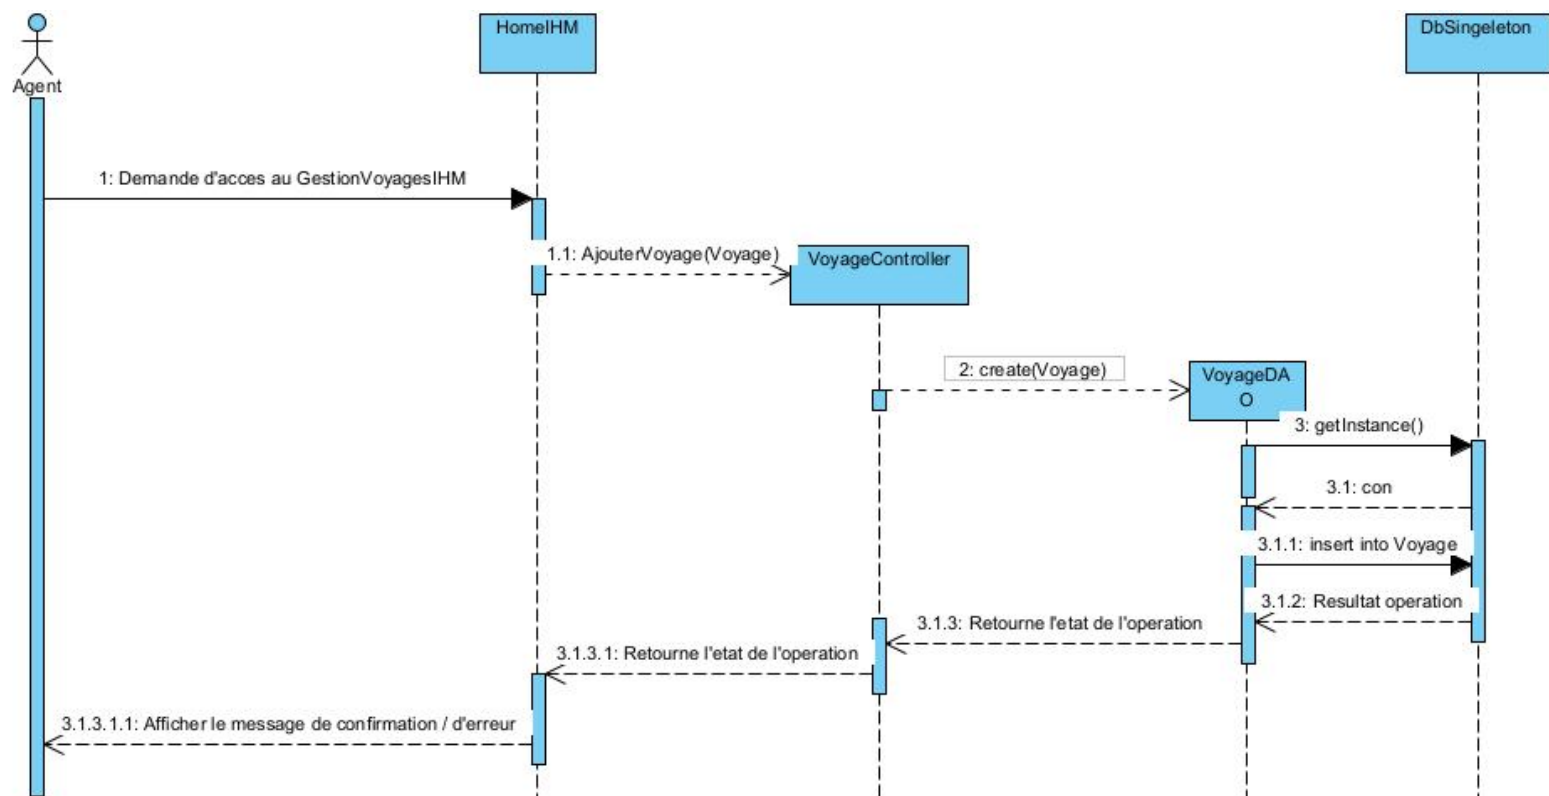 HomeIHM
DbSingeleton
Agent
1: Demande d'acces au GestionVoyagesIHM
1.1: AjouterVoyage(Voyage)
VoyageController
2: create(Voyage)
VoyageDA
O
3: getInstance()
3.1: con
3.1.1: insert into Voyage
3.1.2: Resultat operation
3.1.3: Retourne l'etat de l'operation
3.1.3.1: Retourne l'etat de l'operation
3.1.3.1.1: Afficher le message de confirmation / d'erreur